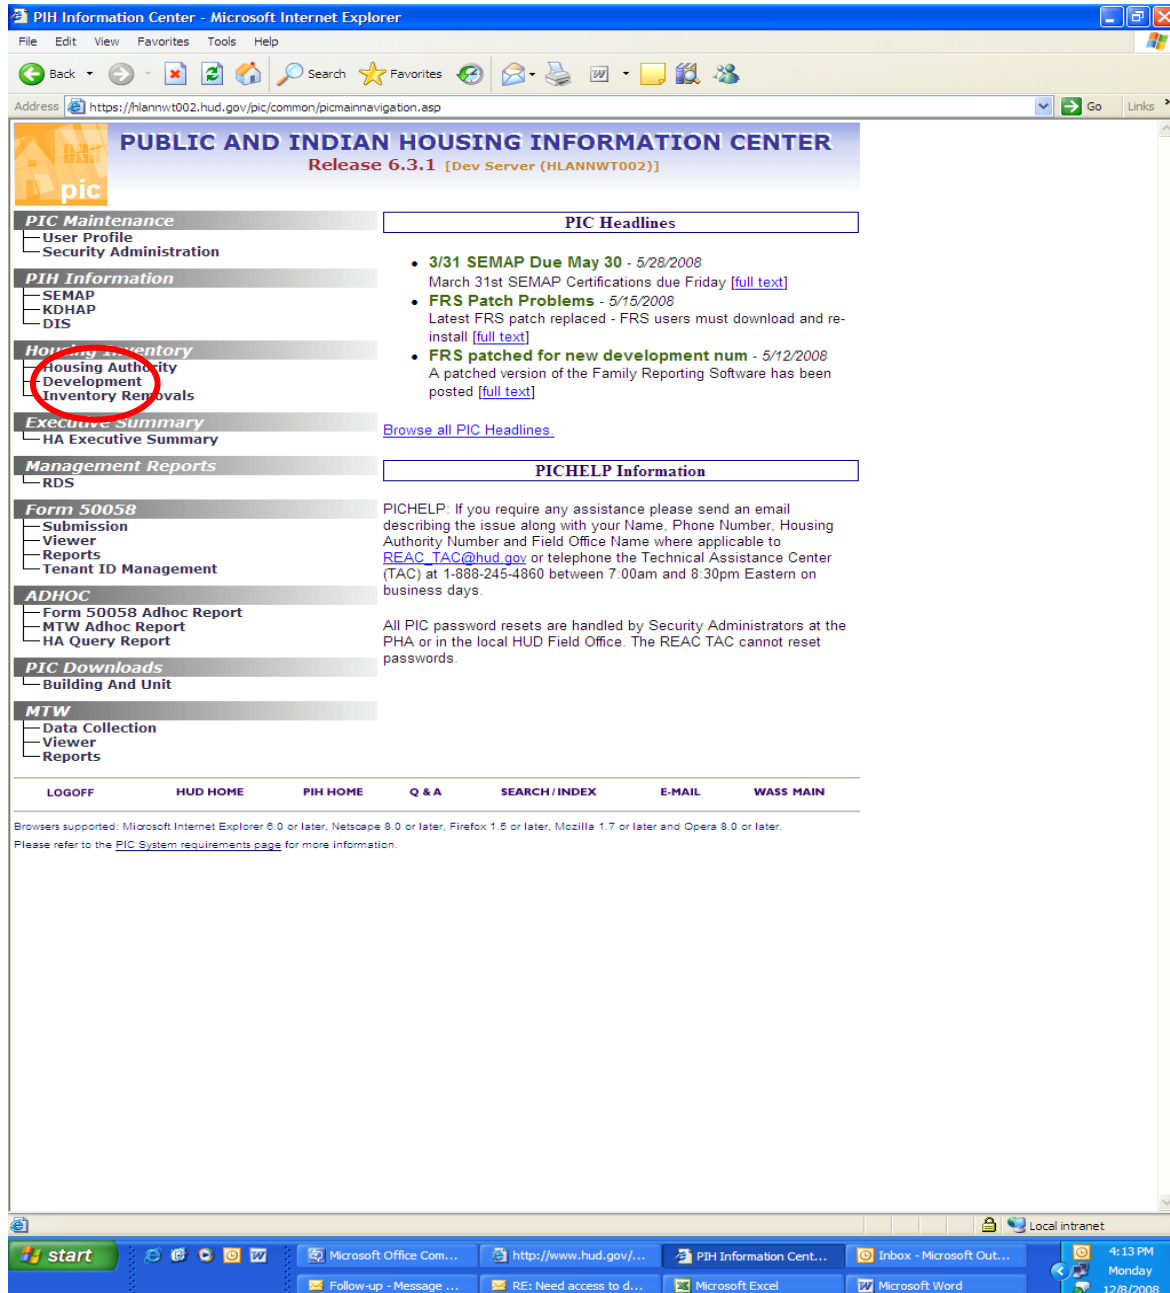 PIH Information Center - Microsoft Internet Explorer
File Edit View Favorites Tools Help
Back Search Favorites
Address https://hlannwt002.hud.gov/pic/common/picmainnavigation.asp Go Links
pic
PUBLIC AND INDIAN HOUSING INFORMATION CENTER
Release 6.3.1 [Dev Server (HLANNWT002)]
PIC Maintenance
User Profile
Security Administration
PIH Information
SEMAP
KDHAP
DIS
Housing Inventory
Housing Authority
Development
Inventory Removals
Executive Summary
HA Executive Summary
Management Reports
RDS
Form 50058
Submission
Viewer
Reports
Tenant ID Management
ADHOC
Form 50058 Adhoc Report
MTW Adhoc Report
HA Query Report
PIC Downloads
Building And Unit
MTW
Data Collection
Viewer
Reports
PIC Headlines
3/31 SEMAP Due May 30 - 5/28/2008
March 31st SEMAP Certifications due Friday [full text]
FRS Patch Problems - 5/15/2008
Latest FRS patch replaced - FRS users must download and re-
install [full text]
FRS patched for new development num - 5/12/2008
A patched version of the Family Reporting Software has been
posted [full text]
Browse all PIC Headlines.
PICHELP Information
PICHELP: If you require any assistance please send an email
describing the issue along with your Name, Phone Number, Housing
Authority Number and Field Office Name where applicable to
REAC_TAC@hud.gov or telephone the Technical Assistance Center
(TAC) at 1-888-245-4860 between 7:00am and 8:30pm Eastern on
business days.
All PIC password resets are handled by Security Administrators at the
PHA or in the local HUD Field Office. The REAC TAC cannot reset
passwords.
LOGOFF HUD HOME PIH HOME Q & A SEARCH / INDEX E-MAIL WASS MAIN
Browsers supported: Microsoft Internet Explorer 6.0 or later, Netscape 8.0 or later, Firefox 1.5 or later, Mozilla 1.7 or later and Opera 8.0 or later.
Please refer to the PIC System requirements page for more information.
Local intranet
start
Microsoft Office Com... http://www.hud.gov/... PIH Information Cent... Inbox - Microsoft Out... 4:13 PM
Monday
Follow-up - Message ... RE: Need access to d... Microsoft Excel Microsoft Word 12/8/2008